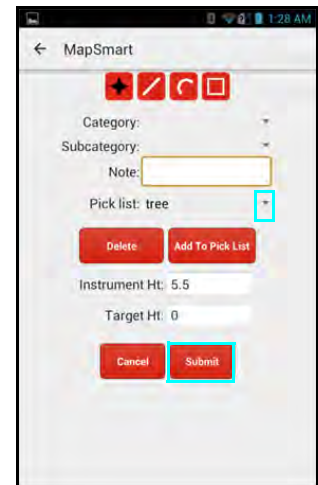 1:28 AM
MapSmart
Category:
Subcategory:
Note:
Pick list: tree
Delete Add To Pick List
Instrument Ht: 5.5
Target Ht: 0
Cancel Submit